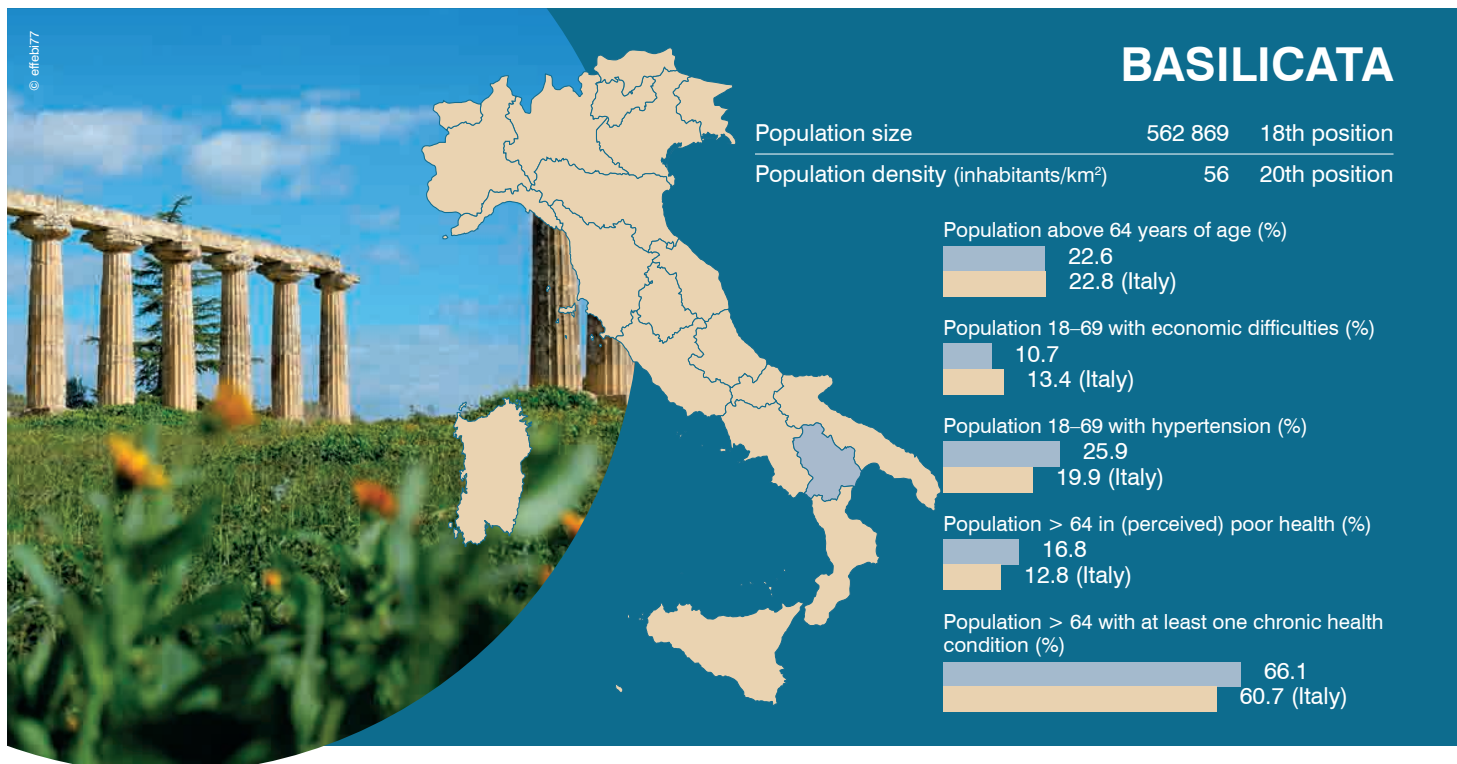 © effebi77
BASILICATA
Population size 562 869 18th position
Population density (inhabitants/km²) 56 20th position
Population above 64 years of age (%)
22.6
22.8 (Italy)
Population 18–69 with economic difficulties (%)
10.7
13.4 (Italy)
Population 18–69 with hypertension (%)
25.9
19.9 (Italy)
Population > 64 in (perceived) poor health (%)
16.8
12.8 (Italy)
Population > 64 with at least one chronic health
condition (%)
66.1
60.7 (Italy)